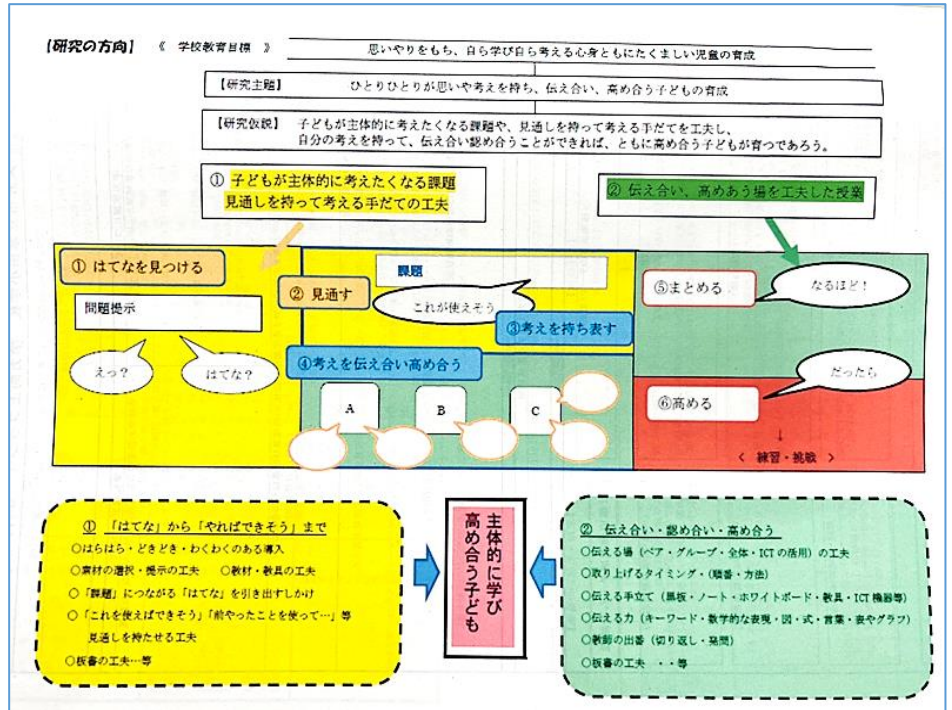 【研究の方向】 《 学校教育目標 》 思いやりをもち、自ら学び自ら考える心身ともにたくましい児童の育成
【研究主題】 ひとりひとりが思いや考えを持ち、伝え合い、高め合う子どもの育成
【研究仮説】 子どもが主体的に考えたくなる課題や、見通しを持って考える手だてを工夫し、
自分の考えを持って、伝え合い認め合うことができれば、ともに高め合う子どもが育つであろう。
① 子どもが主体的に考えたくなる課題
見通しを持って考える手だての工夫
② 伝え合い、高めあう場を工夫した授業
① はてなを見つける
問題提示
えっ？
はてな？
② 見通す
課題
これが使えそう
③考えを持ち表す
④考えを伝え合い高め合う
A
B
C
⑤まとめる
なるほど！
だったら
⑥高める
↓
〈 練習・挑戦 〉
① 「はてな」から「やればできそう」まで
○はらはら・どきどき・わくわくのある導入
○素材の選択・提示の工夫 ○教材・教具の工夫
○「課題」につながる「はてな」を引き出すしかけ
○「これを使えばできそう」「前やったことを使って…」等
見通しを持たせる工夫
○板書の工夫…等
主体的に学び
高め合う子ども
② 伝え合い・認め合い・高め合う
○伝える場（ペア・グループ・全体・ICTの活用）の工夫
○取り上げるタイミング・（順番・方法）
○伝える手立て（黒板・ノート・ホワイトボード・教具・ICT機器等）
○伝える力（キーワード・数学的な表現・図・式・言葉・表やグラフ）
○教師の出番（切り返し・発問）
○板書の工夫 ・・等